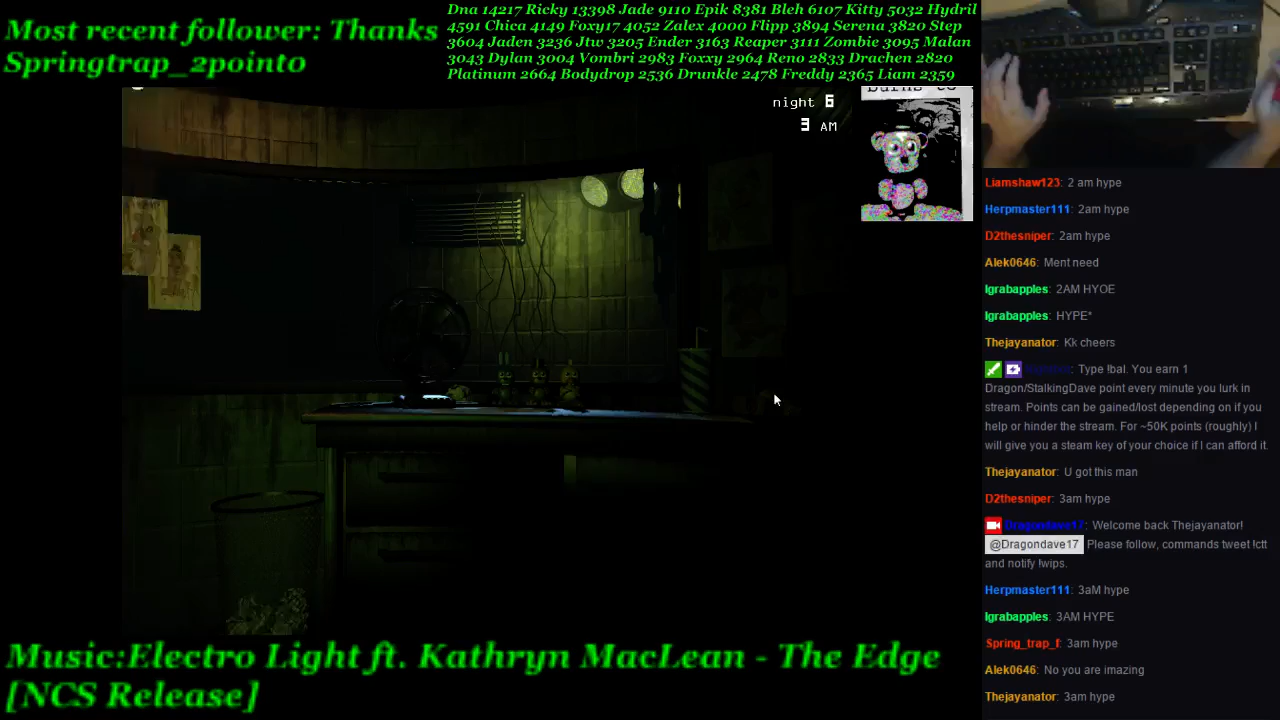 Most recent follower: Thanks
Springtrap_2point0
Dna 14217 Ricky 13398 Jade 9110 Epik 8381 Bleh 6107 Kitty 5032 Hydril
4591 Chica 4149 Foxy17 4052 Zalex 4000 Flipp 3894 Serena 3820 Step
3604 Jaden 3236 Jtw 3205 Ender 3163 Reaper 3111 Zombie 3095 Malan
3043 Dylan 3004 Vombri 2983 Foxxy 2964 Reno 2833 Drachen 2820
Platinum 2664 Bodydrop 2536 Drunkle 2478 Freddy 2365 Liam 2359
night 6
3 AM
burns to
Liamshaw123: 2 am hype
Herpmaster111: 2am hype
D2thesniper: 2am hype
Alek0646: Ment need
Igrabapples: 2AM HYOE
Igrabapples: HYPE*
Thejayanator: Kk cheers
: Type !bal. You earn 1
Dragon/StalkingDave point every minute you lurk in
stream. Points can be gained/lost depending on if you
help or hinder the stream. For ~50K points (roughly) I
will give you a steam key of your choice if I can afford it.
Thejayanator: U got this man
D2thesniper: 3am hype
Dragondave17: Welcome back Thejayanator!
@Dragondave17 Please follow, commands tweet !ctt
and notify !wips.
Herpmaster111: 3aM hype
Igrabapples: 3AM HYPE
Spring_trap_f: 3am hype
Alek0646: No you are imazing
Thejayanator: 3am hype
Music:Electro Light ft. Kathryn MacLean - The Edge
[NCS Release]